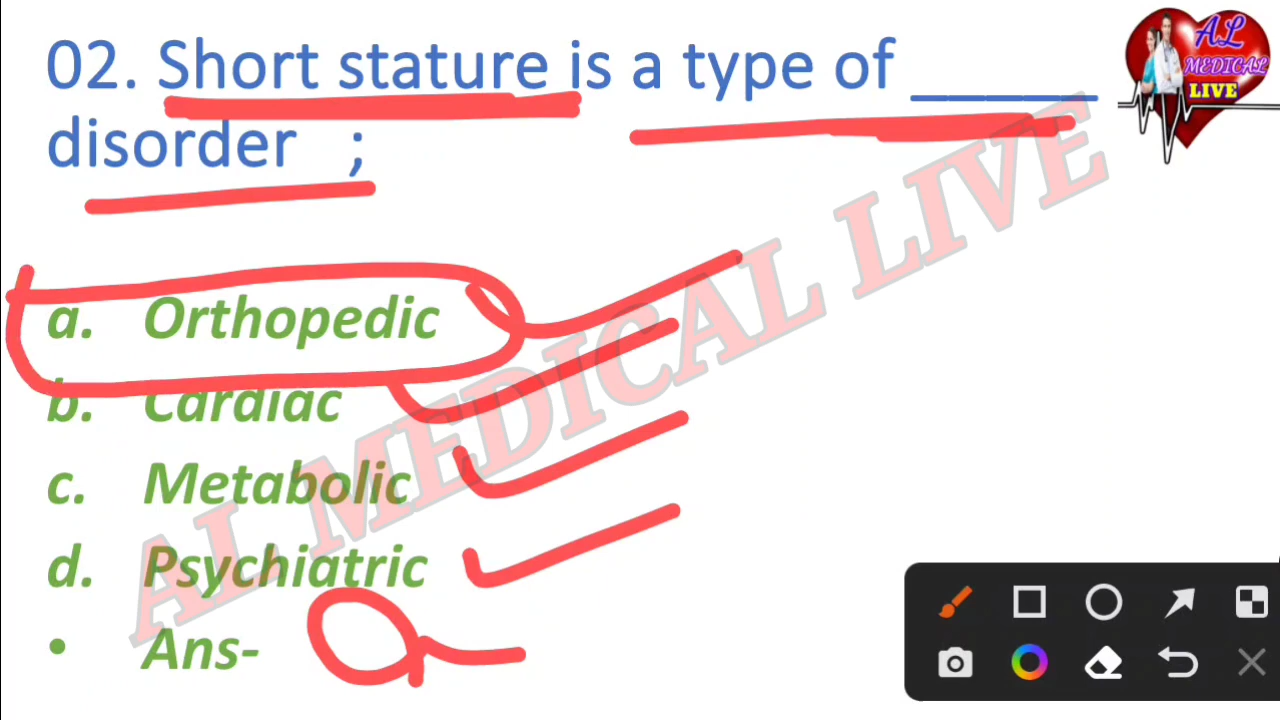 02. Short stature is a type of ______
disorder ;
AL
MEDICAL
LIVE
a. Orthopedic
b. Cardiac
c. Metabolic
d. Psychiatric
• Ans- a
AL MEDICAL LIVE